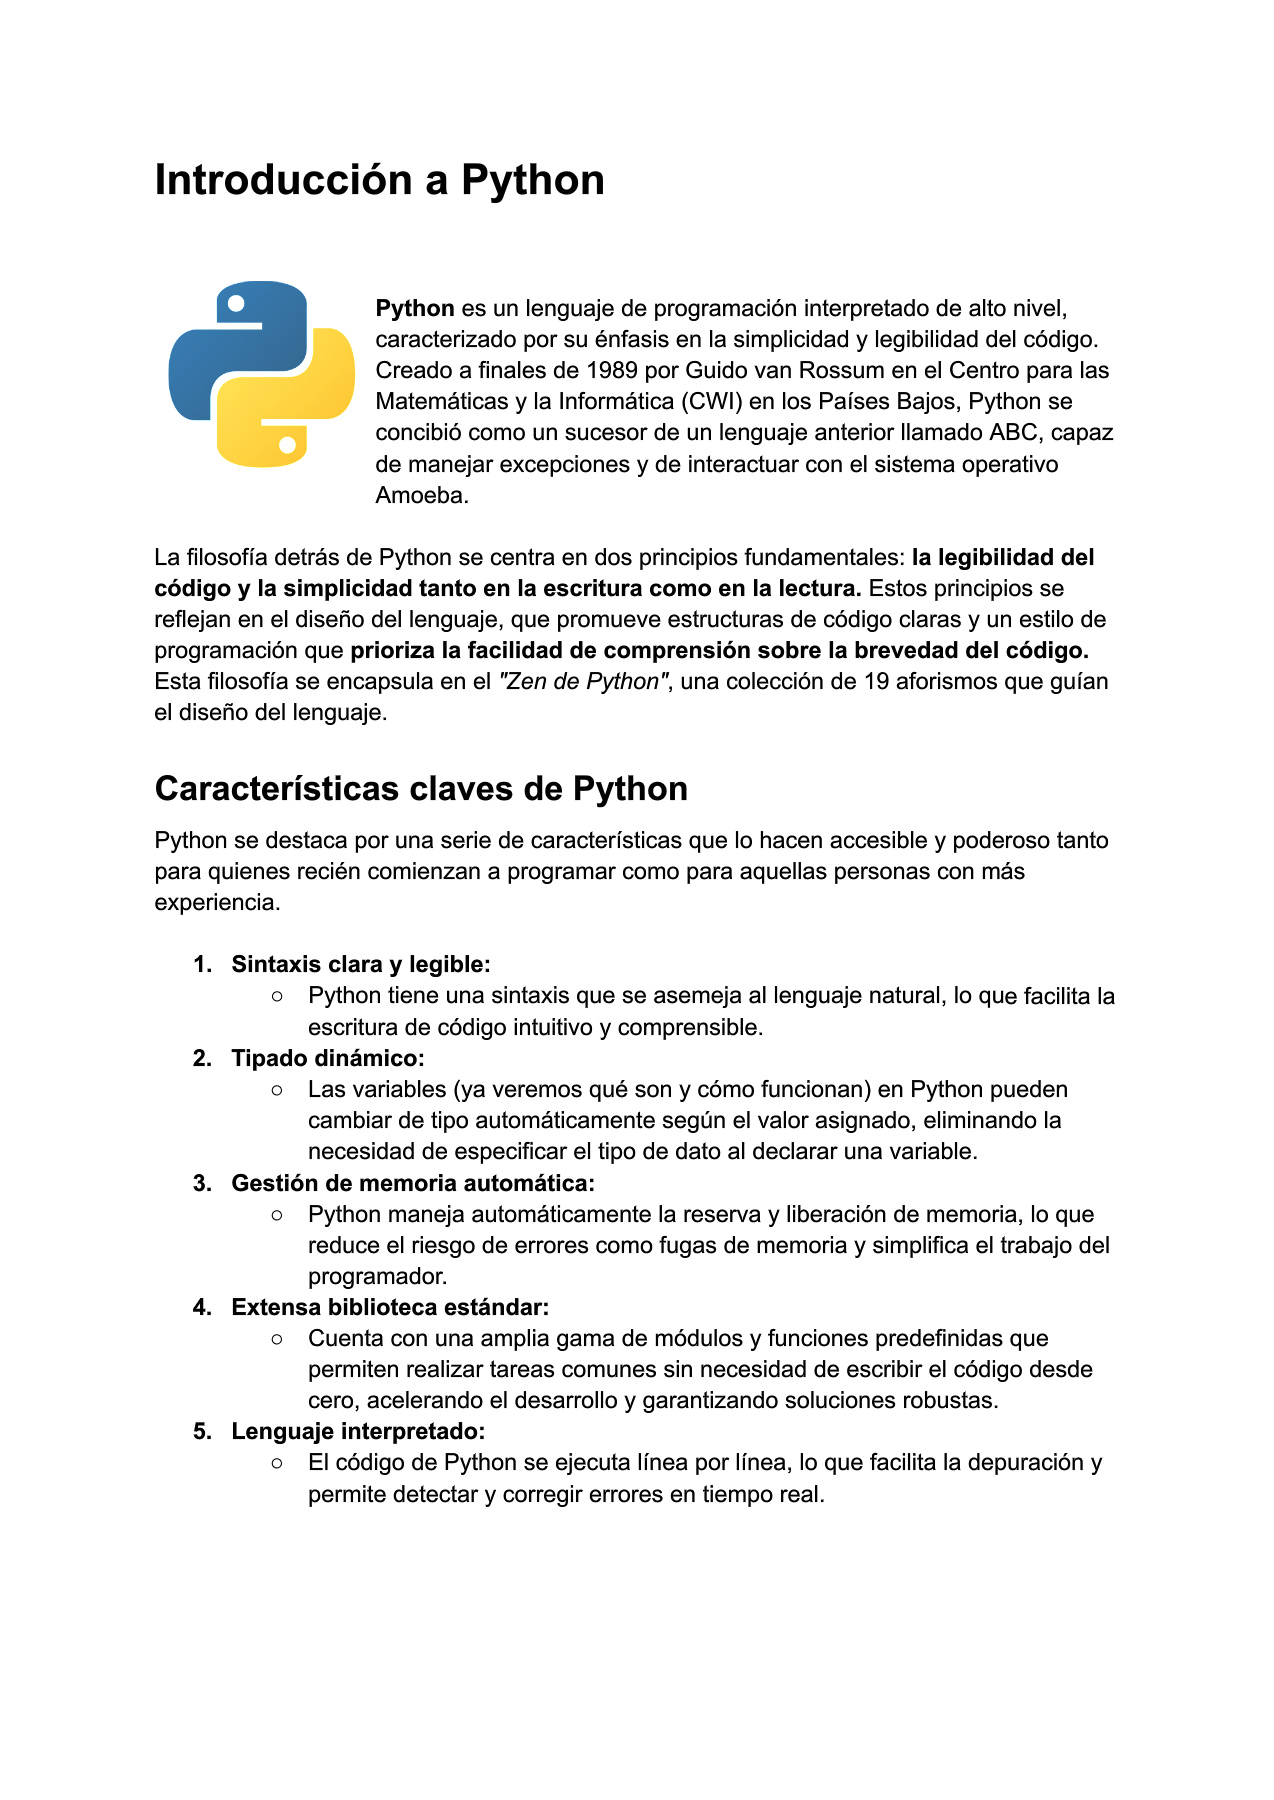 Introducción a Python
Python es un lenguaje de programación interpretado de alto nivel,
caracterizado por su énfasis en la simplicidad y legibilidad del código.
Creado a finales de 1989 por Guido van Rossum en el Centro para las
Matemáticas y la Informática (CWI) en los Países Bajos, Python se
concibió como un sucesor de un lenguaje anterior llamado ABC, capaz
de manejar excepciones y de interactuar con el sistema operativo
Amoeba.
La filosofía detrás de Python se centra en dos principios fundamentales: la legibilidad del
código y la simplicidad tanto en la escritura como en la lectura. Estos principios se
reflejan en el diseño del lenguaje, que promueve estructuras de código claras y un estilo de
programación que prioriza la facilidad de comprensión sobre la brevedad del código.
Esta filosofía se encapsula en el "Zen de Python", una colección de 19 aforismos que guían
el diseño del lenguaje.
Características claves de Python
Python se destaca por una serie de características que lo hacen accesible y poderoso tanto
para quienes recién comienzan a programar como para aquellas personas con más
experiencia.
1. Sintaxis clara y legible:
○ Python tiene una sintaxis que se asemeja al lenguaje natural, lo que facilita la
escritura de código intuitivo y comprensible.
2. Tipado dinámico:
○ Las variables (ya veremos qué son y cómo funcionan) en Python pueden
cambiar de tipo automáticamente según el valor asignado, eliminando la
necesidad de especificar el tipo de dato al declarar una variable.
3. Gestión de memoria automática:
○ Python maneja automáticamente la reserva y liberación de memoria, lo que
reduce el riesgo de errores como fugas de memoria y simplifica el trabajo del
programador.
4. Extensa biblioteca estándar:
○ Cuenta con una amplia gama de módulos y funciones predefinidas que
permiten realizar tareas comunes sin necesidad de escribir el código desde
cero, acelerando el desarrollo y garantizando soluciones robustas.
5. Lenguaje interpretado:
○ El código de Python se ejecuta línea por línea, lo que facilita la depuración y
permite detectar y corregir errores en tiempo real.